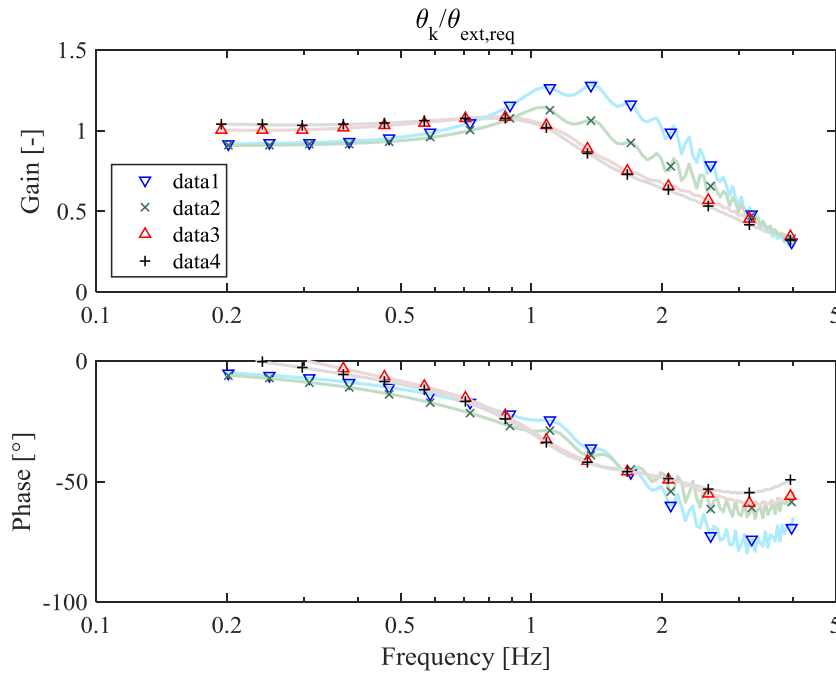 θk/θext,req
1.5
1
0.5
0
Gain [-]
data1
data2
data3
data4
0.1 0.2 0.5 1 2 5
0
-50
-100
Phase [°]
0.1 0.2 0.5 1 2 5
Frequency [Hz]